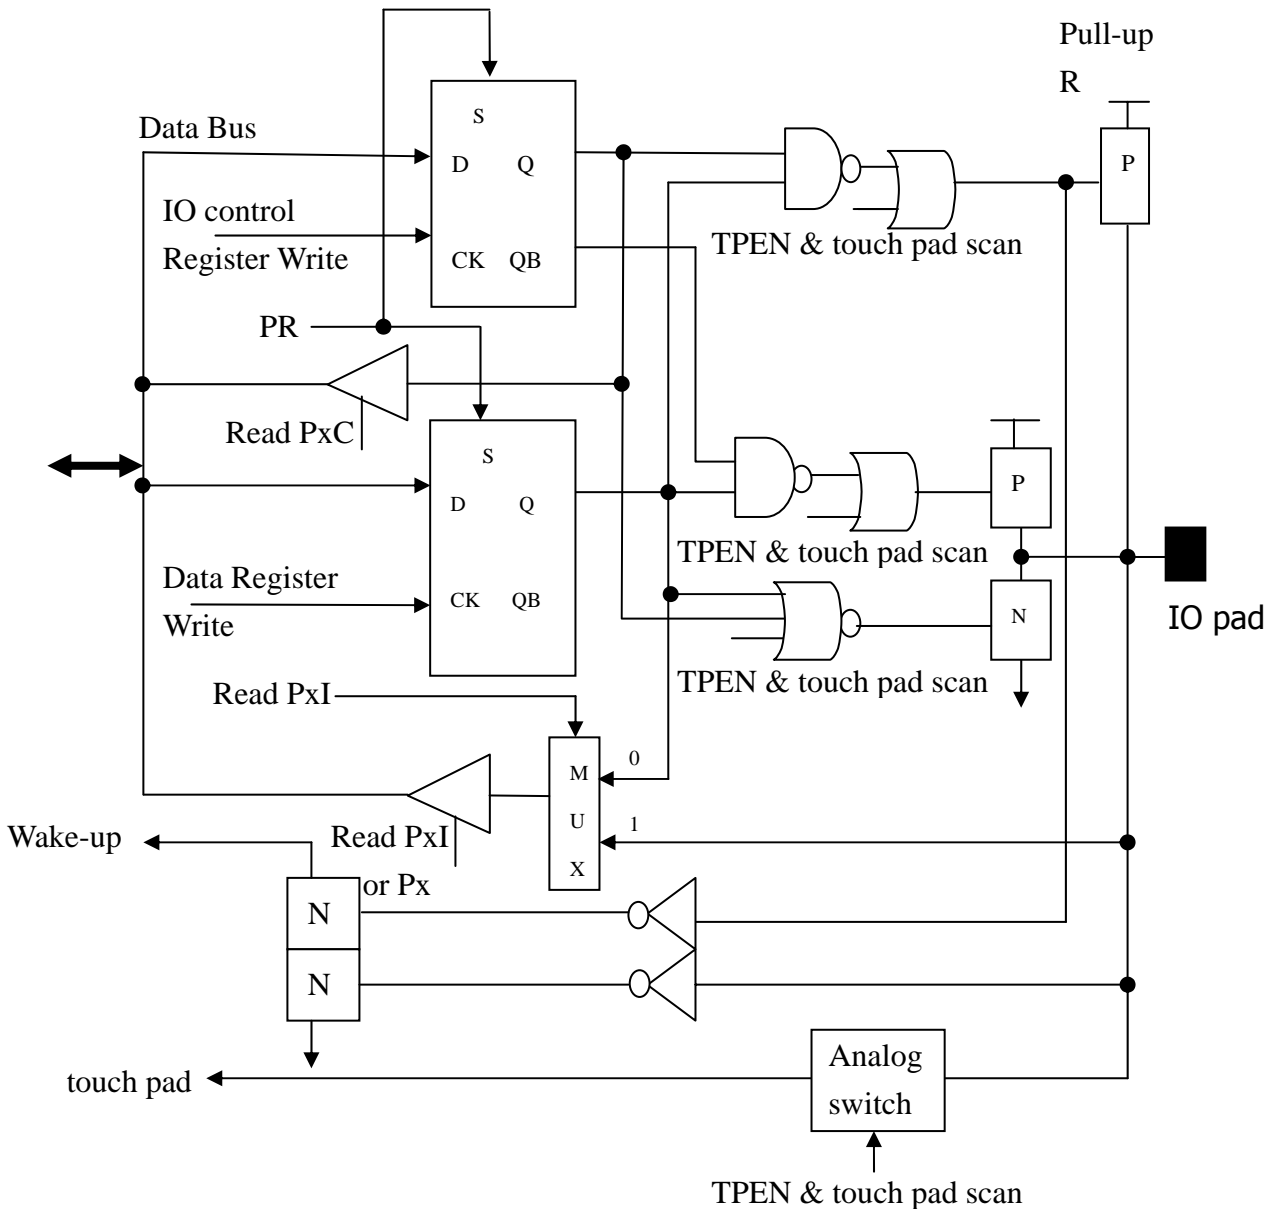 Pull-up
R
S
Data Bus
D
Q
P
IO control
Register Write
CK
QB
TPEN & touch pad scan
PR
Read PxC
S
D
Q
P
TPEN & touch pad scan
Data Register
Write
CK
QB
N
IO pad
TPEN & touch pad scan
Read PxI
0
M
U
X
1
Wake-up
Read PxI
or Px
N
N
Analog
switch
touch pad
TPEN & touch pad scan